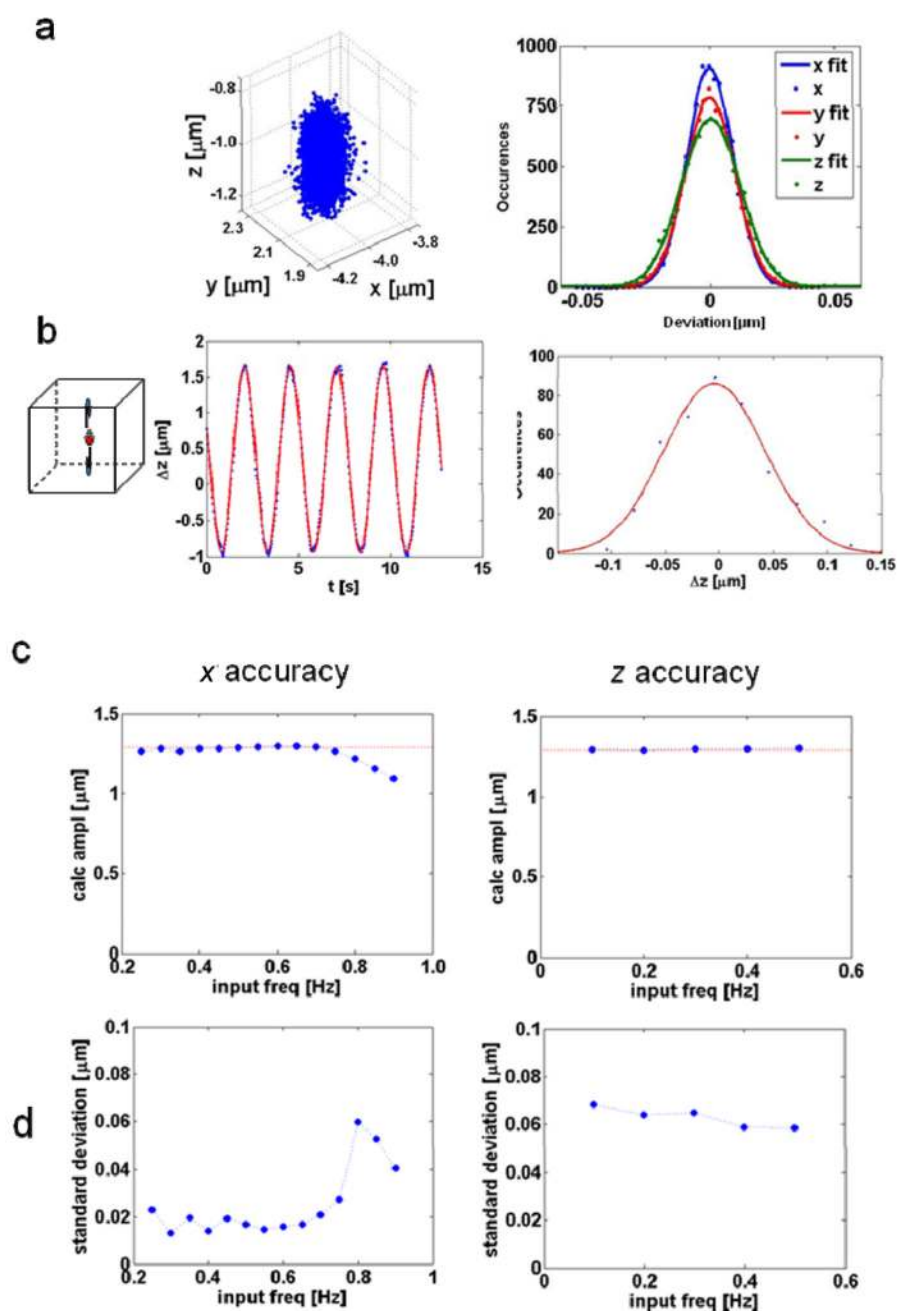 a
-0.8
-1.0
-1.2
z [μm]
2.3
2.1
1.9
y [μm]
-4.2
-4.0
-3.8
x [μm]
1000
750
500
250
0
Occurences
-0.05
0
0.05
Deviation [μm]
x fit
x
y fit
y
z fit
z
b
2
1.5
1
0.5
0
-0.5
-1
Δz [μm]
0
5
10
15
t [s]
100
80
60
40
20
0
-0.1
-0.05
0
0.05
0.1
0.15
Δz [μm]
c
x accuracy
1.5
1
0.5
0
calc ampl [μm]
0.2
0.4
0.6
0.8
1.0
input freq [Hz]
z accuracy
1.5
1
0.5
0
calc ampl [μm]
0
0.2
0.4
0.6
input freq [Hz]
d
0.1
0.08
0.06
0.04
0.02
0
standard deviation [μm]
0.2
0.4
0.6
0.8
1
input freq [Hz]
0.1
0.08
0.06
0.04
0.02
0
standard deviation [μm]
0
0.2
0.4
0.6
input freq [Hz]